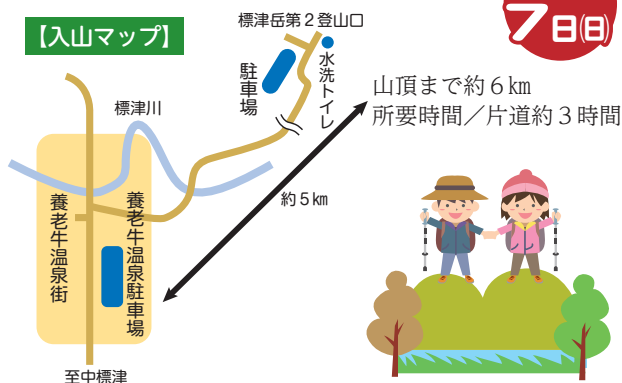 【入山マップ】
標津岳第2登山口
7日(日)
駐車場
水洗トイレ
山頂まで約6㎞
所要時間／片道約3時間
標津川
約5㎞
養老牛温泉街
養老牛温泉駐車場
至中標津